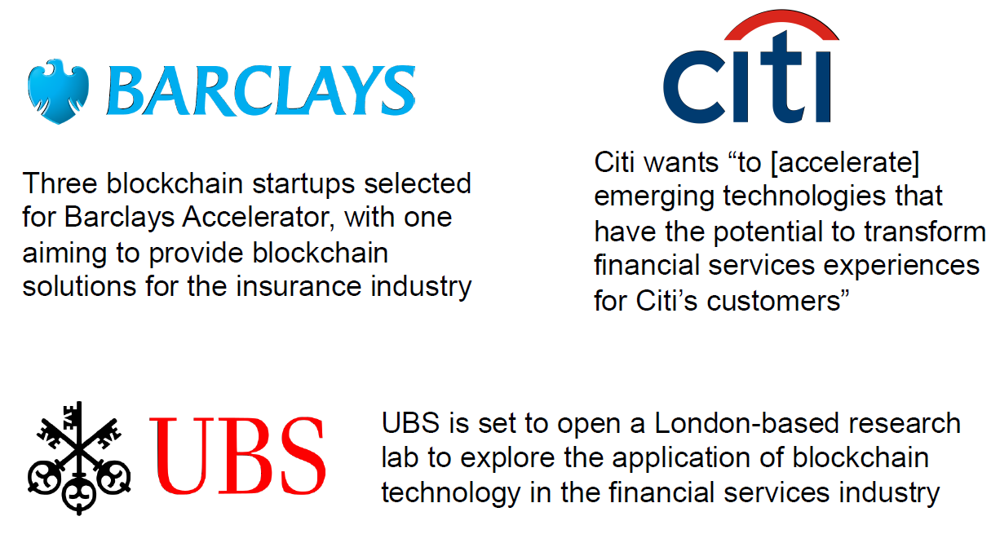 BARCLAYS
Three blockchain startups selected
for Barclays Accelerator, with one
aiming to provide blockchain
solutions for the insurance industry
citi
Citi wants “to [accelerate]
emerging technologies that
have the potential to transform
financial services experiences
for Citi’s customers”
UBS
UBS is set to open a London-based research
lab to explore the application of blockchain
technology in the financial services industry